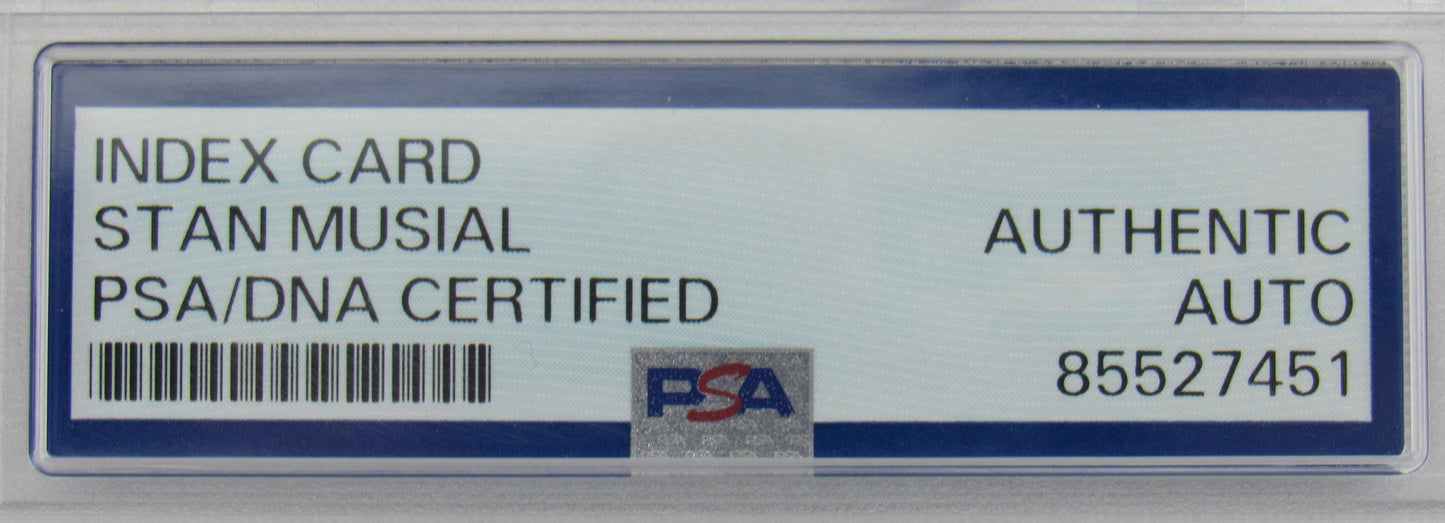 INDEX CARD
STAN MUSIAL AUTHENTIC
PSA/DNA CERTIFIED AUTO
85527451
PSA